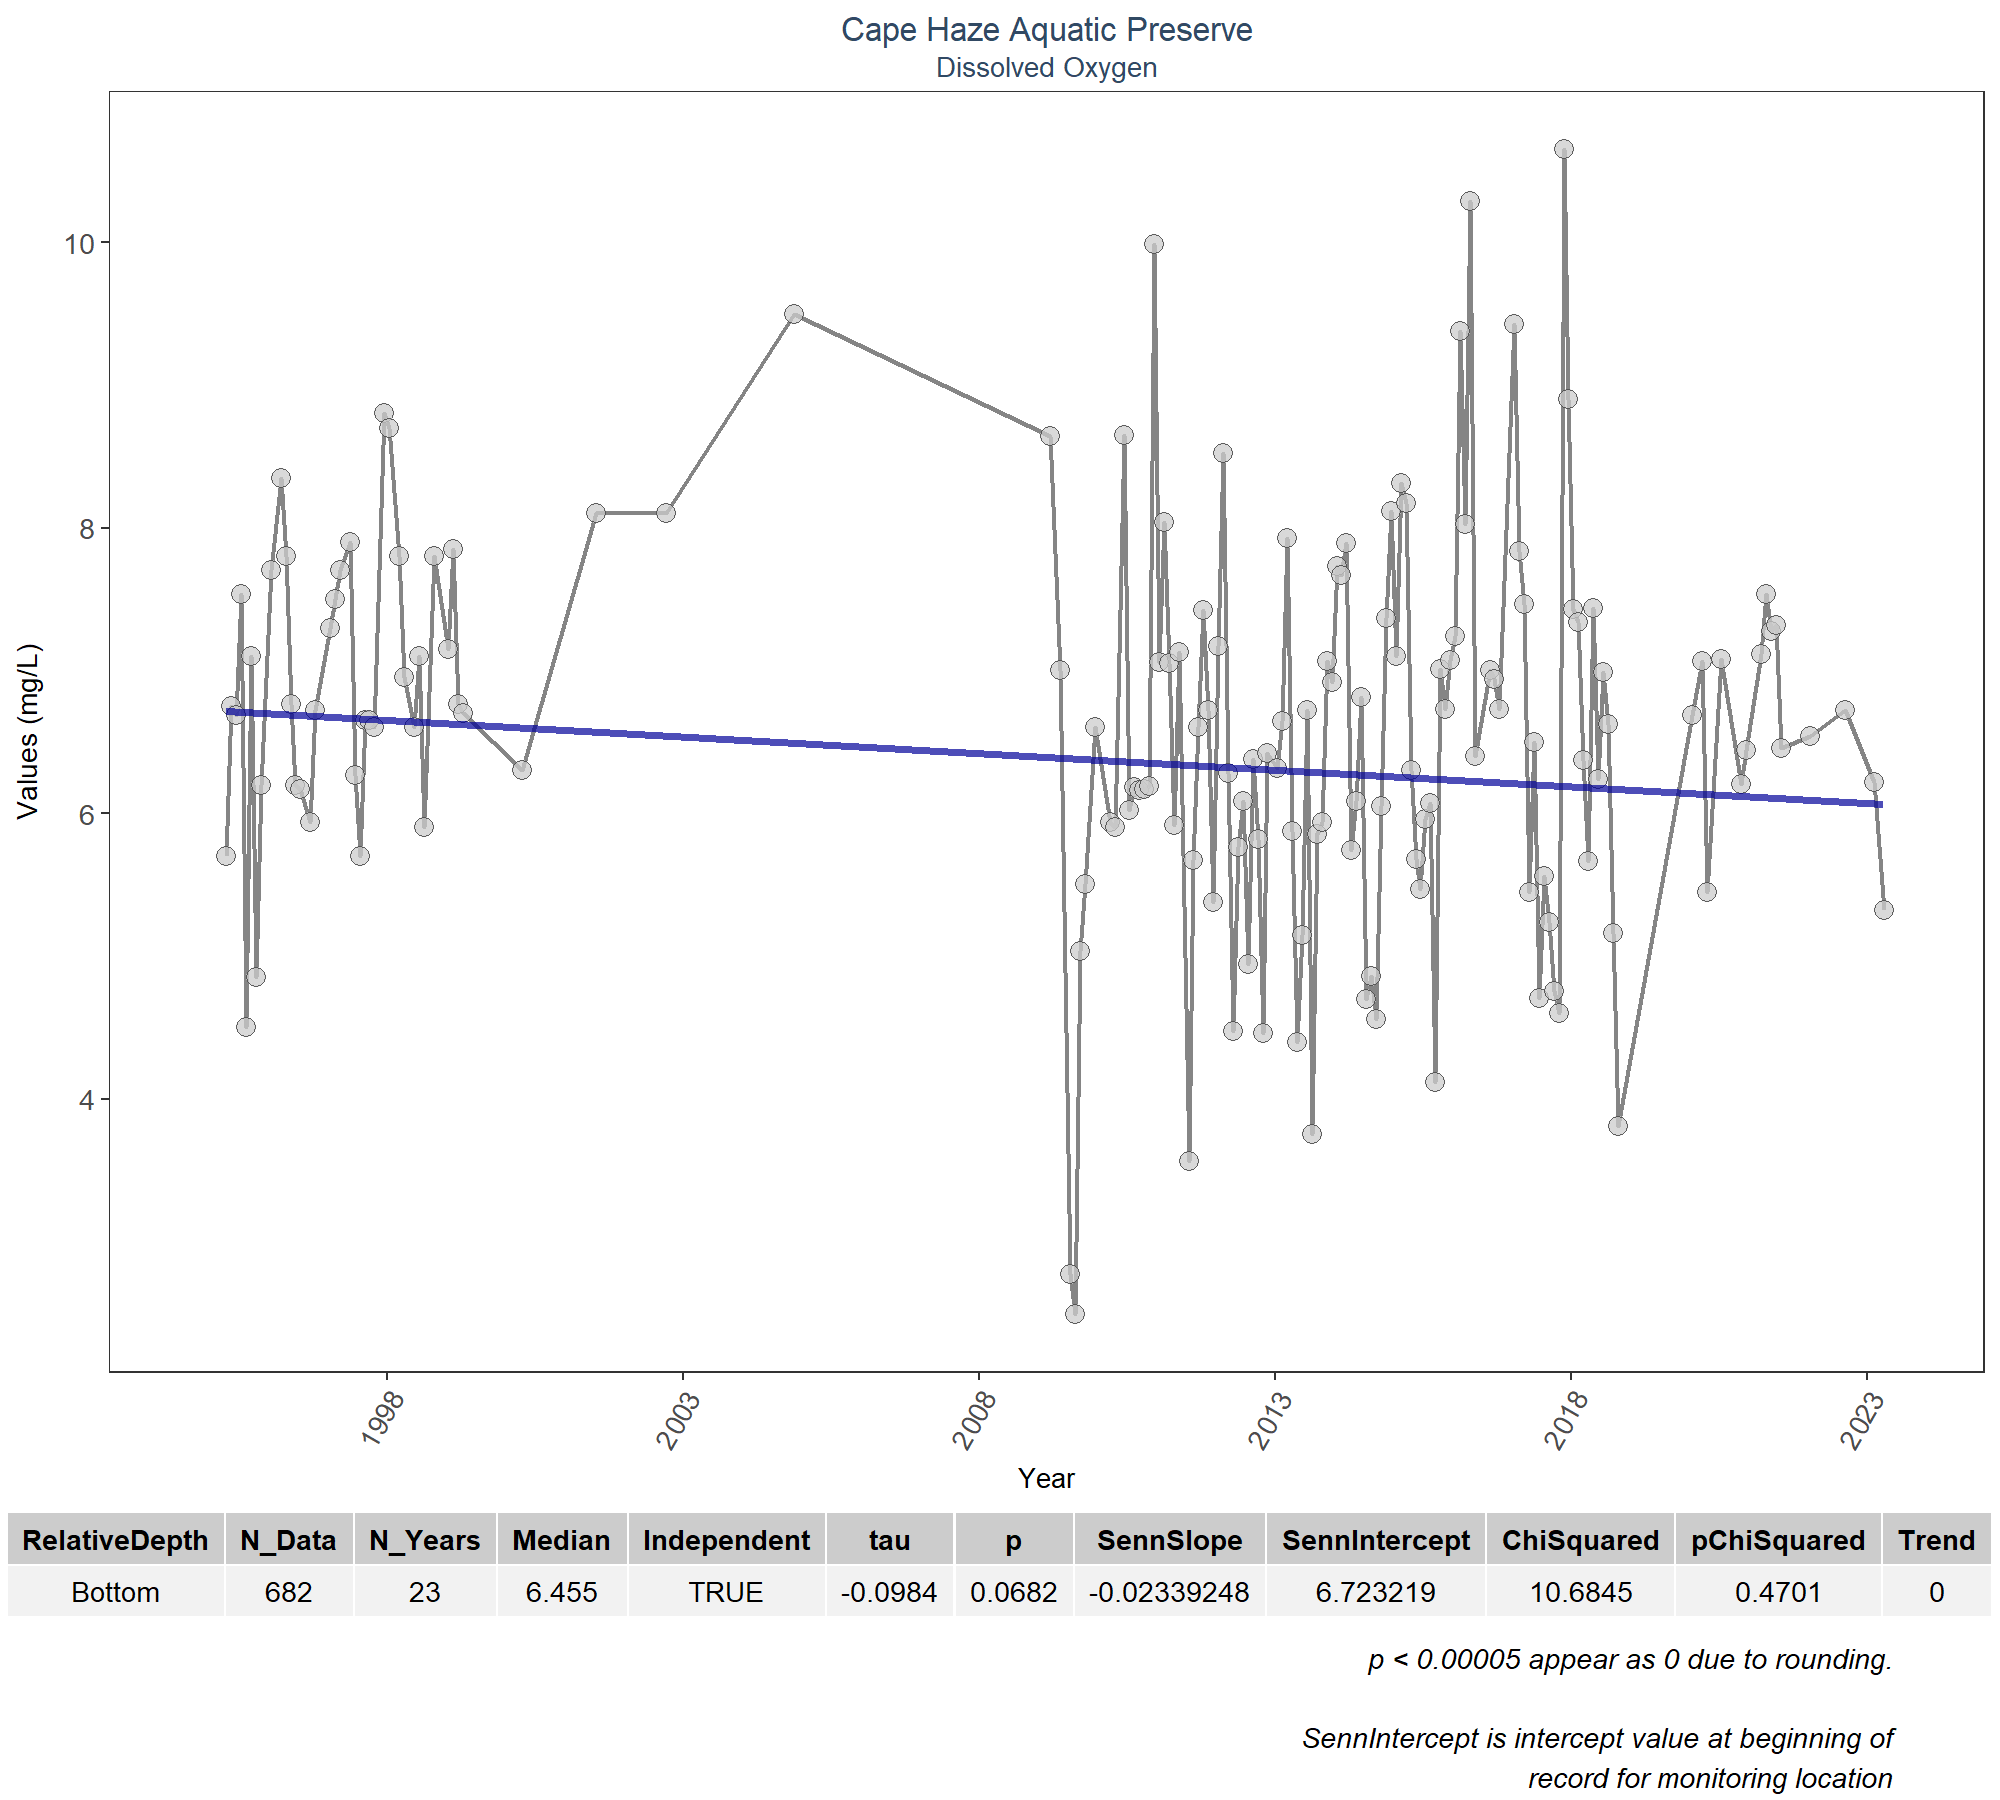 Cape Haze Aquatic Preserve
Dissolved Oxygen
Values (mg/L)
10
8
6
4
1998 2003 2008 2013 2018 2023
Year
RelativeDepth N_Data N_Years Median Independent tau p SennSlope SennIntercept ChiSquared pChiSquared Trend
Bottom 682 23 6.455 TRUE -0.0984 0.0682 -0.02339248 6.723219 10.6845 0.4701 0
p < 0.00005 appear as 0 due to rounding.
SennIntercept is intercept value at beginning of
record for monitoring location